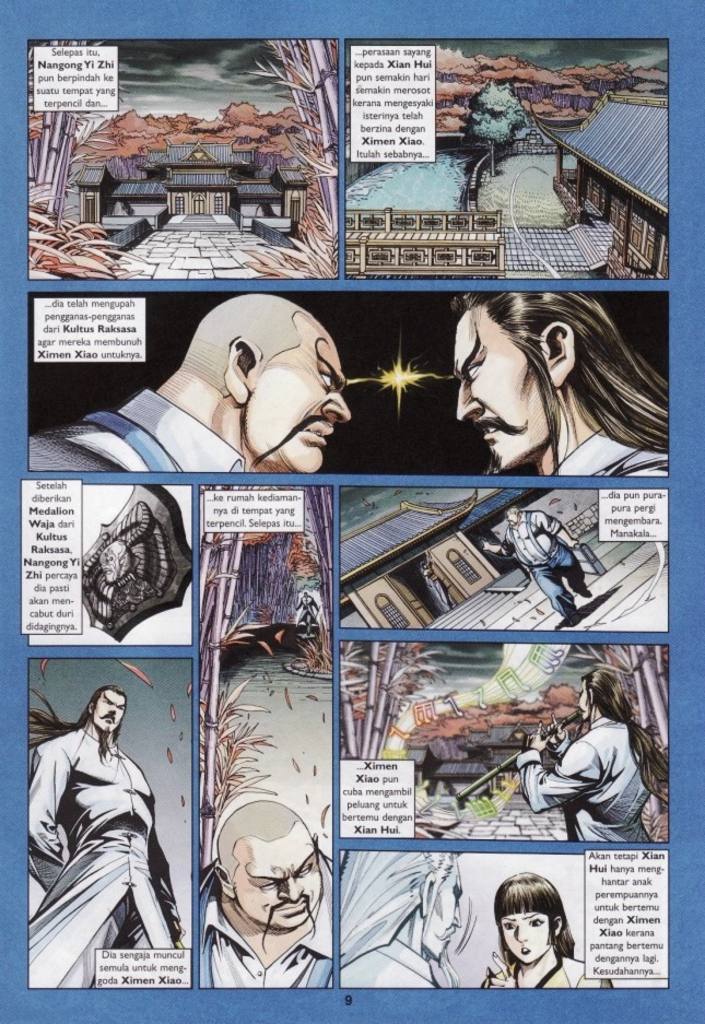 Selepas itu,
Nangong Yi Zhi
pun berpindah ke
suatu tempat yang
terpencil dan...
...perasaan sayang
kepada Xian Hui
pun semakin hari
semakin merosot
kerana mengesyaki
isterinya telah
berzina dengan
Ximen Xiao.
Itulah sebabnya...
...dia telah mengupah
pengganas-pengganas
dari Kultus Raksasa
agar mereka membunuh
Ximen Xiao untuknya.
Setelah
diberikan
Medalion
Waja dari
Kultus
Raksasa,
Nangong Yi
Zhi percaya
dia pasti
akan men-
cabut duri
didagingnya.
Dia sengaja muncul
semula untuk meng-
goda Ximen Xiao...
...ke rumah kediaman-
nya di tempat yang
terpencil. Selepas itu...
...dia pun pura-
pura pergi
mengembara.
Manakala...
...Ximen
Xiao pun
cuba mengambil
peluang untuk
bertemu dengan
Xian Hui.
Akan tetapi Xian
Hui hanya meng-
hantar anak
perempuannya
untuk bertemu
dengan Ximen
Xiao kerana
pantang bertemu
dengannya lagi.
Kesudahannya...
9